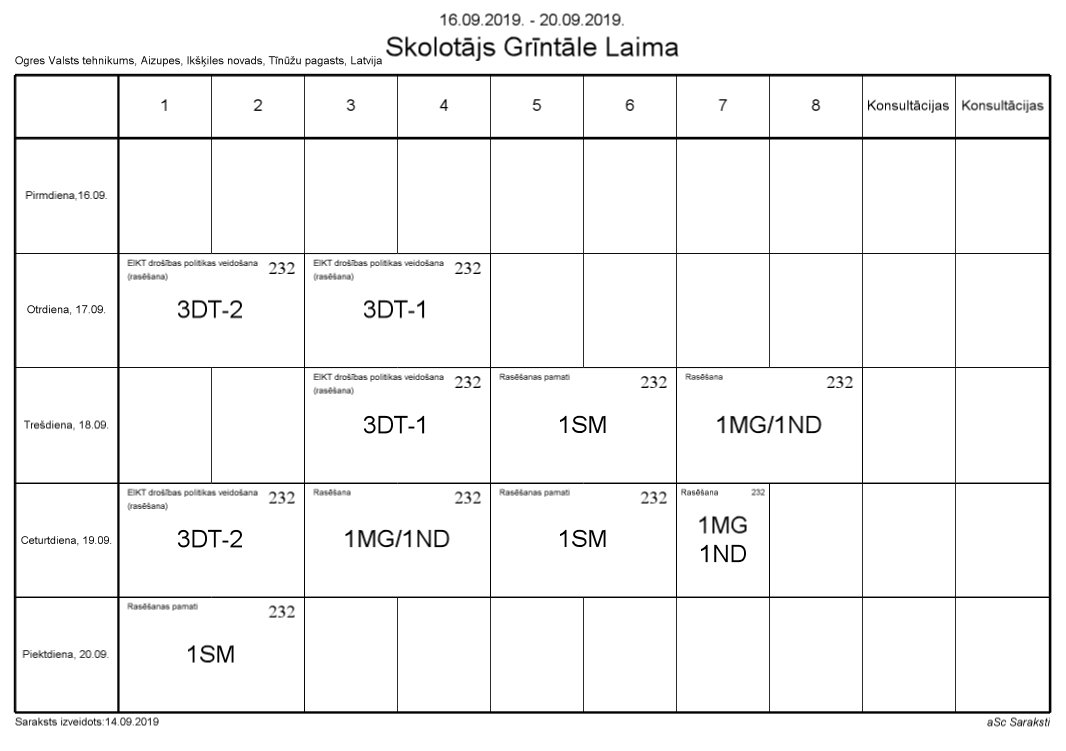 16.09.2019. - 20.09.2019.
Skolotājs Grīntāle Laima
Ogres Valsts tehnikums, Aizupes, Ikšķiles novads, Tīnūžu pagasts, Latvija
1 2 3 4 5 6 7 8 Konsultācijas Konsultācijas
Pirmdiena,16.09.
Otrdiena, 17.09.
EIKT drošības politikas veidošana 232
(rasēšana)
3DT-2
EIKT drošības politikas veidošana 232
(rasēšana)
3DT-1
Trešdiena, 18.09.
EIKT drošības politikas veidošana 232
(rasēšana)
3DT-1
Rasēšanas pamati 232
1SM
Rasēšana 232
1MG/1ND
Ceturtdiena, 19.09.
EIKT drošības politikas veidošana 232
(rasēšana)
3DT-2
Rasēšana 232
1MG/1ND
Rasēšanas pamati 232
1SM
Rasēšana 232
1MG
1ND
Piektdiena, 20.09.
Rasēšanas pamati 232
1SM
Saraksts izveidots:14.09.2019
aSc Saraksti